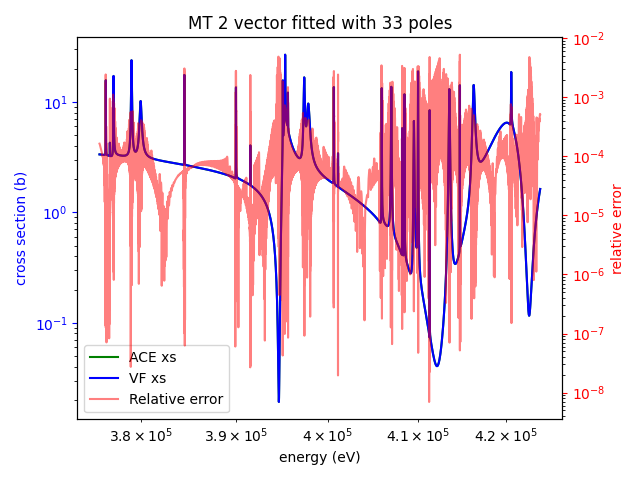 MT 2 vector fitted with 33 poles
cross section (b)
10¹
10⁰
10⁻¹
10⁻²
10⁻³
10⁻⁴
10⁻⁵
10⁻⁶
10⁻⁷
10⁻⁸
relative error
ACE xs
VF xs
Relative error
3.8 × 10⁵ 3.9 × 10⁵ 4 × 10⁵ 4.1 × 10⁵ 4.2 × 10⁵
energy (eV)